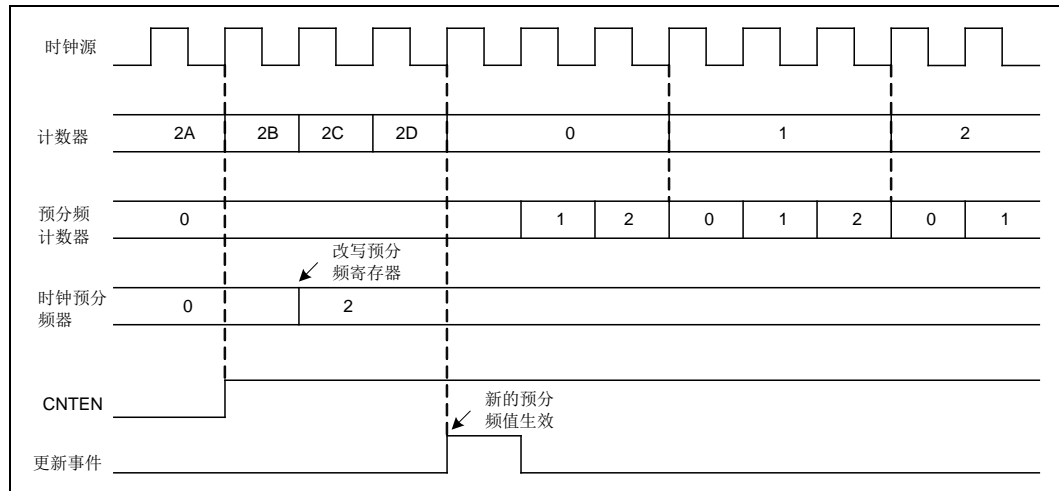 时钟源
计数器
2A 2B 2C 2D 0 1 2
预分频
计数器
0 1 2 0 1 2 0 1
改写预分
频寄存器
时钟预分
频器
0 2
CNTEN
新的预分
频值生效
更新事件